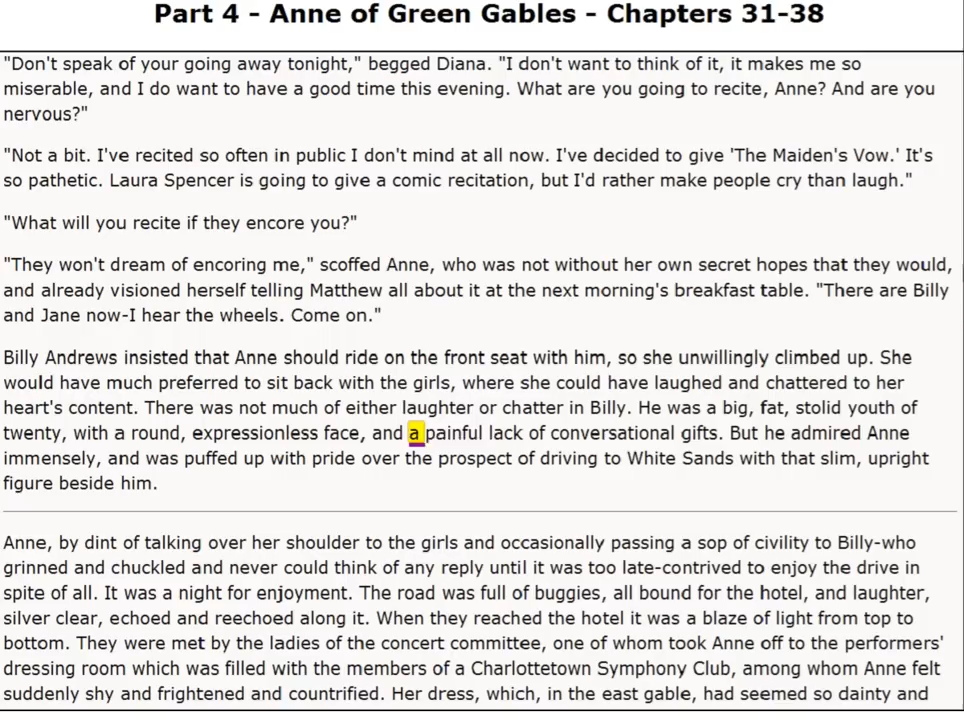 Part 4 - Anne of Green Gables - Chapters 31-38
"Don't speak of your going away tonight," begged Diana. "I don't want to think of it, it makes me so
miserable, and I do want to have a good time this evening. What are you going to recite, Anne? And are you
nervous?"
"Not a bit. I've recited so often in public I don't mind at all now. I've decided to give 'The Maiden's Vow.' It's
so pathetic. Laura Spencer is going to give a comic recitation, but I'd rather make people cry than laugh."
"What will you recite if they encore you?"
"They won't dream of encoring me," scoffed Anne, who was not without her own secret hopes that they would,
and already visioned herself telling Matthew all about it at the next morning's breakfast table. "There are Billy
and Jane now-I hear the wheels. Come on."
Billy Andrews insisted that Anne should ride on the front seat with him, so she unwillingly climbed up. She
would have much preferred to sit back with the girls, where she could have laughed and chattered to her
heart's content. There was not much of either laughter or chatter in Billy. He was a big, fat, stolid youth of
twenty, with a round, expressionless face, and a painful lack of conversational gifts. But he admired Anne
immensely, and was puffed up with pride over the prospect of driving to White Sands with that slim, upright
figure beside him.
Anne, by dint of talking over her shoulder to the girls and occasionally passing a sop of civility to Billy-who
grinned and chuckled and never could think of any reply until it was too late-contrived to enjoy the drive in
spite of all. It was a night for enjoyment. The road was full of buggies, all bound for the hotel, and laughter,
silver clear, echoed and reechoed along it. When they reached the hotel it was a blaze of light from top to
bottom. They were met by the ladies of the concert committee, one of whom took Anne off to the performers'
dressing room which was filled with the members of a Charlottetown Symphony Club, among whom Anne felt
suddenly shy and frightened and countrified. Her dress, which, in the east gable, had seemed so dainty and